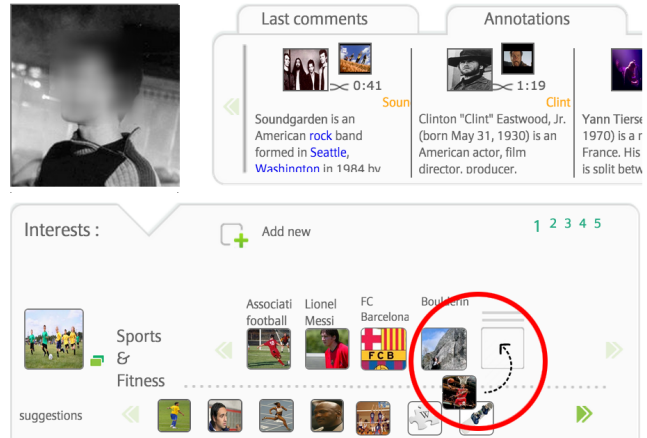 Last comments
Annotations
0:41
1:19
Soun
Clint
Soundgarden is an
American rock band
formed in Seattle,
Washington in 1984 by
Clinton "Clint" Eastwood, Jr.
(born May 31, 1930) is an
American actor, film
director, producer,
Yann Tierse
1970) is a r
France. His
is split betw
Interests :
Add new
1 2 3 4 5
Associati
football
Lionel
Messi
FC
Barcelona
Boulderin
FCB
Sports
&
Fitness
suggestions
W